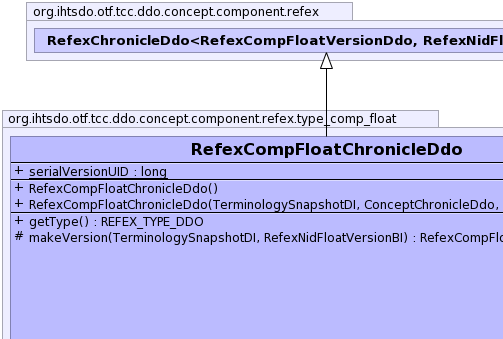 org.ihtsdo.otf.tcc.ddo.concept.component.refex
RefexChronicleDdo<RefexCompFloatVersionDdo, RefexNidFl
org.ihtsdo.otf.tcc.ddo.concept.component.refex.type_comp_float
RefexCompFloatChronicleDdo
+ serialVersionUID : long
+ RefexCompFloatChronicleDdo()
+ RefexCompFloatChronicleDdo(TerminologySnapshotDI, ConceptChronicleDdo,
+ getType() : REFEX_TYPE_DDO
# makeVersion(TerminologySnapshotDI, RefexNidFloatVersionBI) : RefexCompFlo